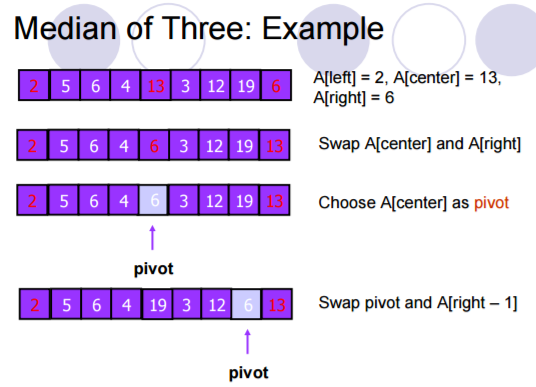 Median of Three: Example
2 5 6 4 13 3 12 19 6
A[left] = 2, A[center] = 13,
A[right] = 6
2 5 6 4 6 3 12 19 13
Swap A[center] and A[right]
2 5 6 4 6 3 12 19 13
Choose A[center] as pivot
pivot
2 5 6 4 19 3 12 6 13
Swap pivot and A[right – 1]
pivot